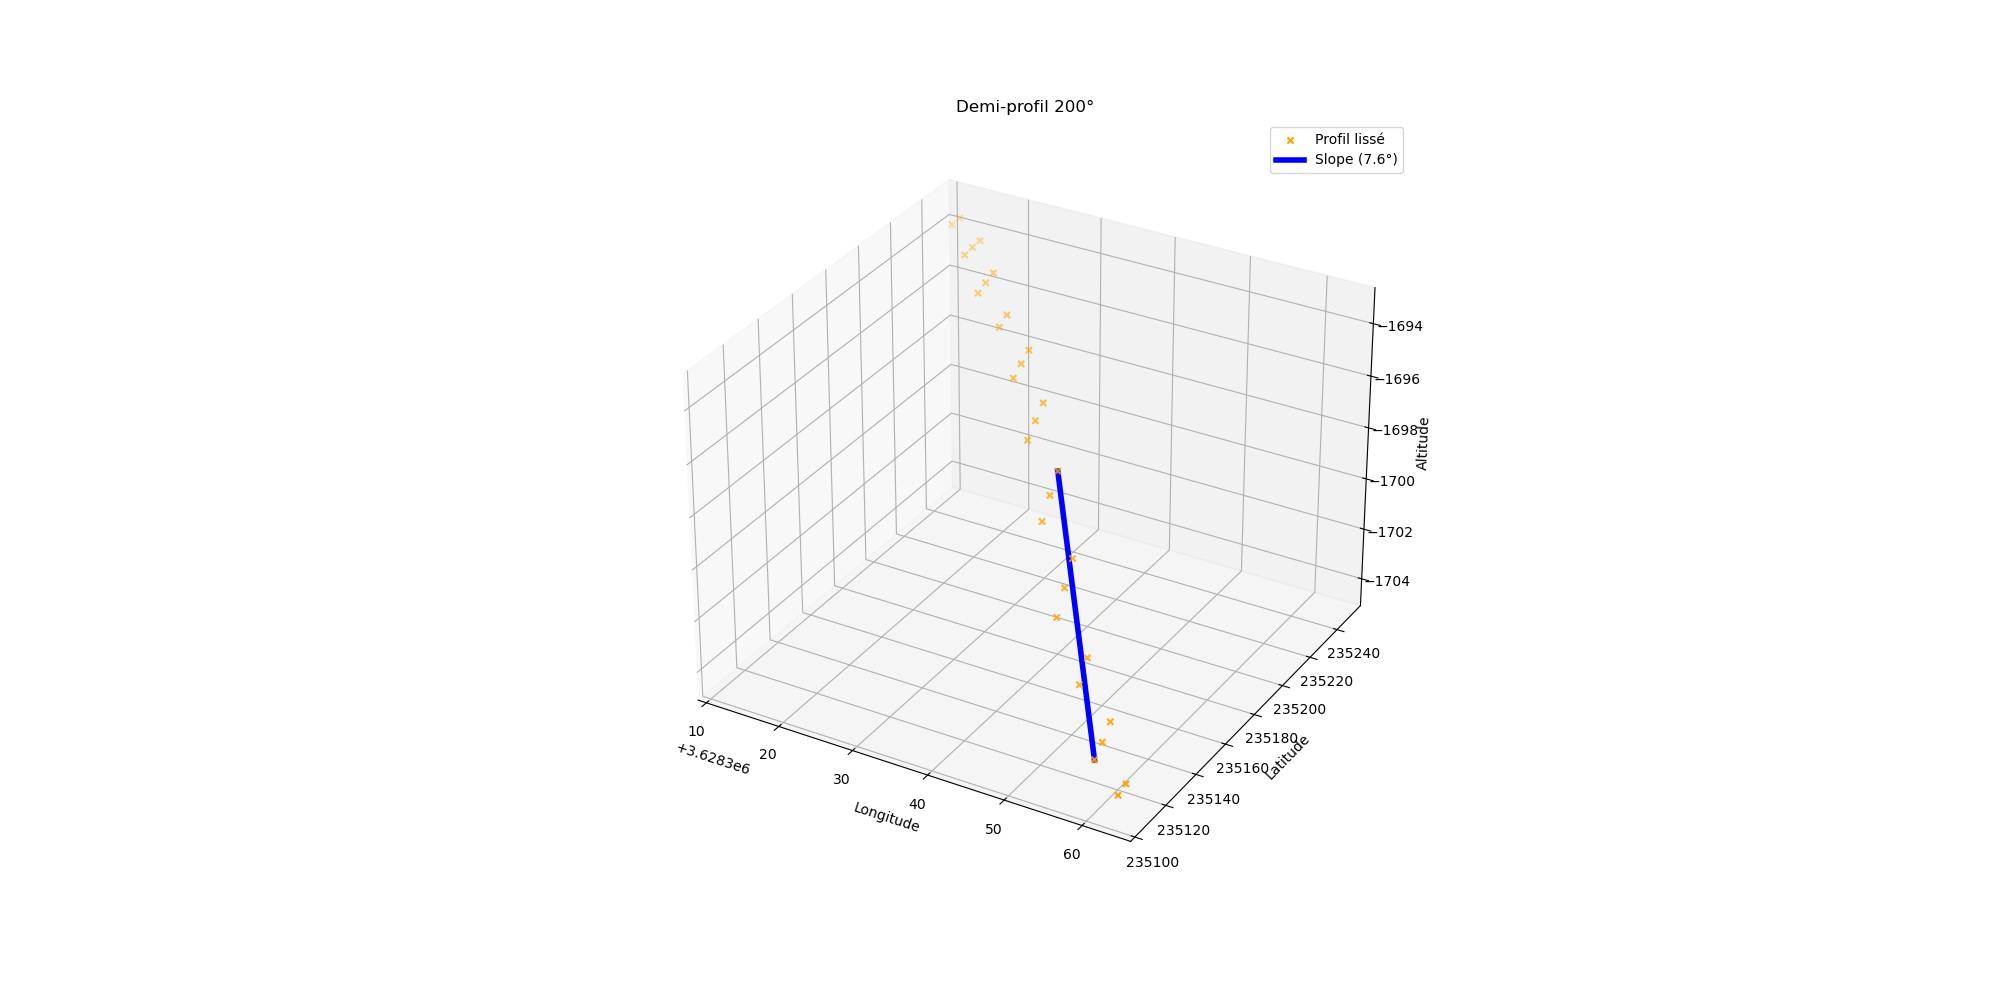 Demi-profil 200°
Profil lissé
Slope (7.6°)
−1694
−1696
−1698
−1700
−1702
−1704
Altitude
235240
235220
235200
235180
235160
235140
235120
235100
Latitude
10
20
30
40
50
60
+3.6283e6
Longitude